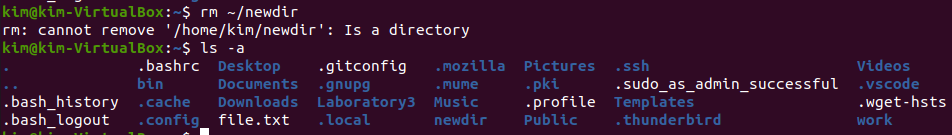 kim@kim-VirtualBox:~$ rm ~/newdir
rm: cannot remove '/home/kim/newdir': Is a directory
kim@kim-VirtualBox:~$ ls -a
. .bashrc Desktop .gitconfig .mozilla Pictures .ssh Videos
.. bin Documents .gnupg .mume .pki .sudo_as_admin_successful .vscode
.bash_history .cache Downloads Laboratory3 Music .profile Templates .wget-hsts
.bash_logout .config file.txt .local newdir Public .thunderbird work
kim@kim-VirtualBox:~$